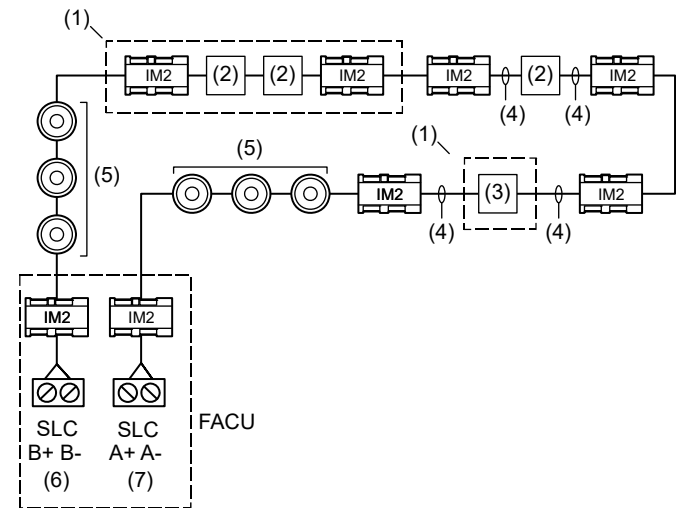 (1)
IM2 (2) (2) IM2 IM2 (2) IM2
(4) (4)
(1)
(5)
(5)
IM2 (3) IM2
(4) (4)
IM2 IM2
SLC SLC
B+ B- A+ A-
(6) (7)
FACU